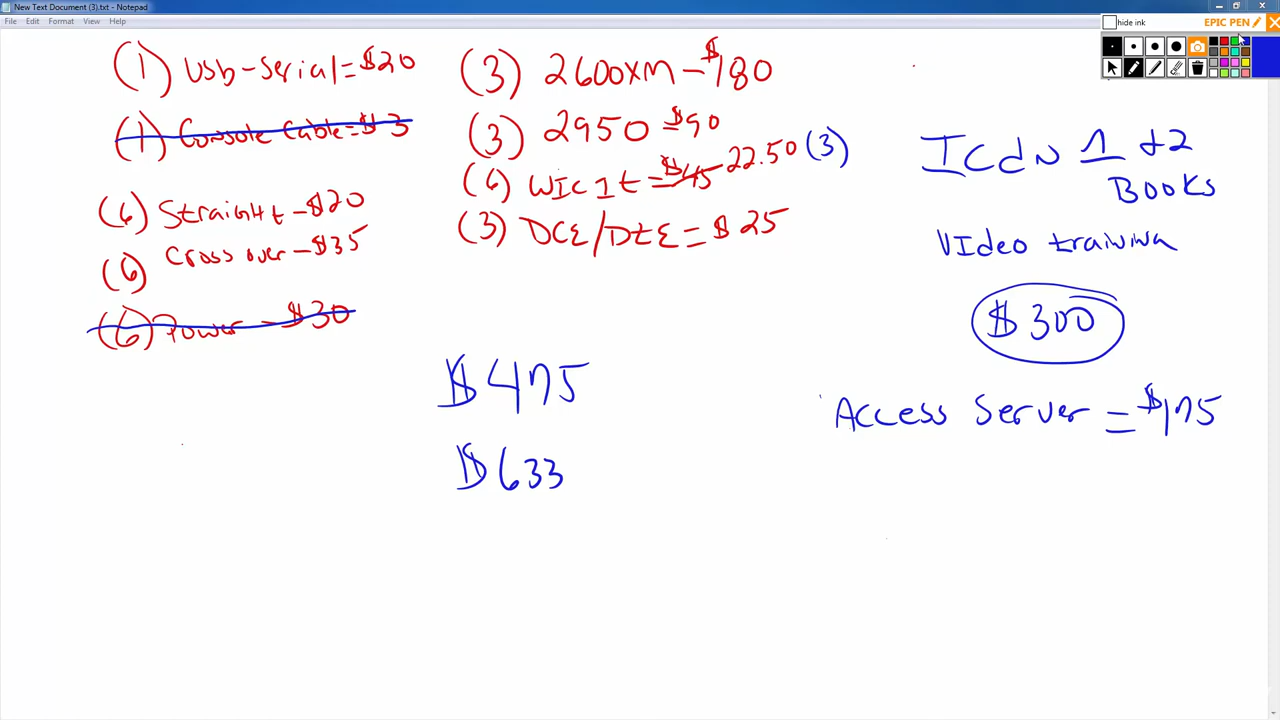 New Text Document (3).txt - Notepad
File Edit Format View Help
hide ink
EPIC PEN
(1) Usb-Serial = $20
(1) Console Cable = $3
(6) Straight - $20
(6) Cross over - $35
(6) Power - $30
(3) 2600xm - $180
(3) 2950 = $90
(6) WIC 1t = $45 22.50 (3)
(3) DCE/DtE = $25
$475
$633
ICdN 1 &2
Books
VIdeo traiwiwa
$300
Access Server = $175